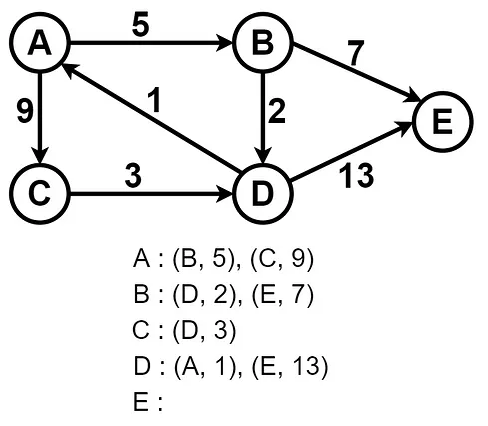 A 5 B 7
9 1 2 E
C 3 D 13
A : (B, 5), (C, 9)
B : (D, 2), (E, 7)
C : (D, 3)
D : (A, 1), (E, 13)
E :